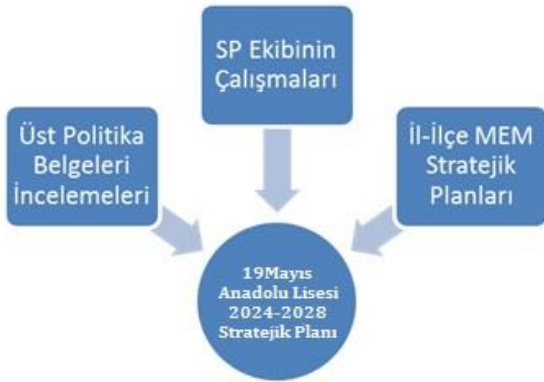 SP Ekibinin
Çalışmaları
Üst Politika
Belgeleri
İncelemeleri
İl-İlçe MEM
Stratejik
Planları
19Mayıs
Anadolu Lisesi
2024-2028
Stratejik Planı